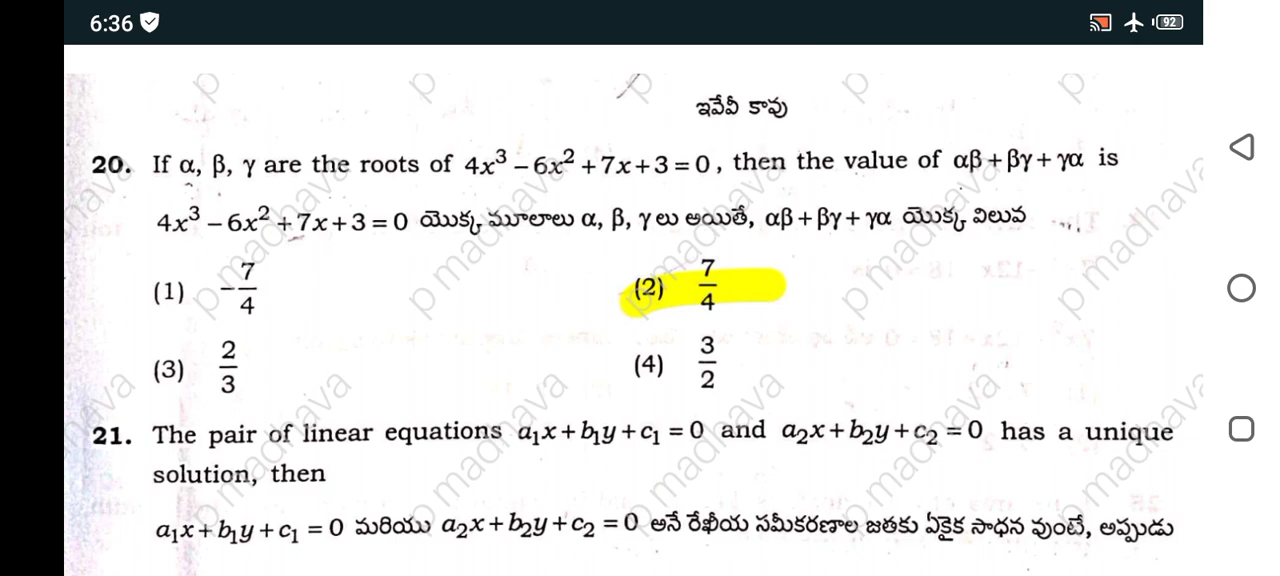 6:36
92
ఇవేవీ కావు
20. If α, β, γ are the roots of 4x³ – 6x² + 7x + 3 = 0, then the value of αβ + βγ + γα is
4x³ – 6x² + 7x + 3 = 0 యొక్క మూలాలు α, β, γ లు అయితే, αβ + βγ + γα యొక్క విలువ
(1) –7/4 (2) 7/4
(3) 2/3 (4) 3/2
21. The pair of linear equations a₁x + b₁y + c₁ = 0 and a₂x + b₂y + c₂ = 0 has a unique
solution, then
a₁x + b₁y + c₁ = 0 మరియు a₂x + b₂y + c₂ = 0 అనే రేఖీయ సమీకరణాల జతకు ఏకైక సాధన వుంటే, అప్పుడు
p madhava